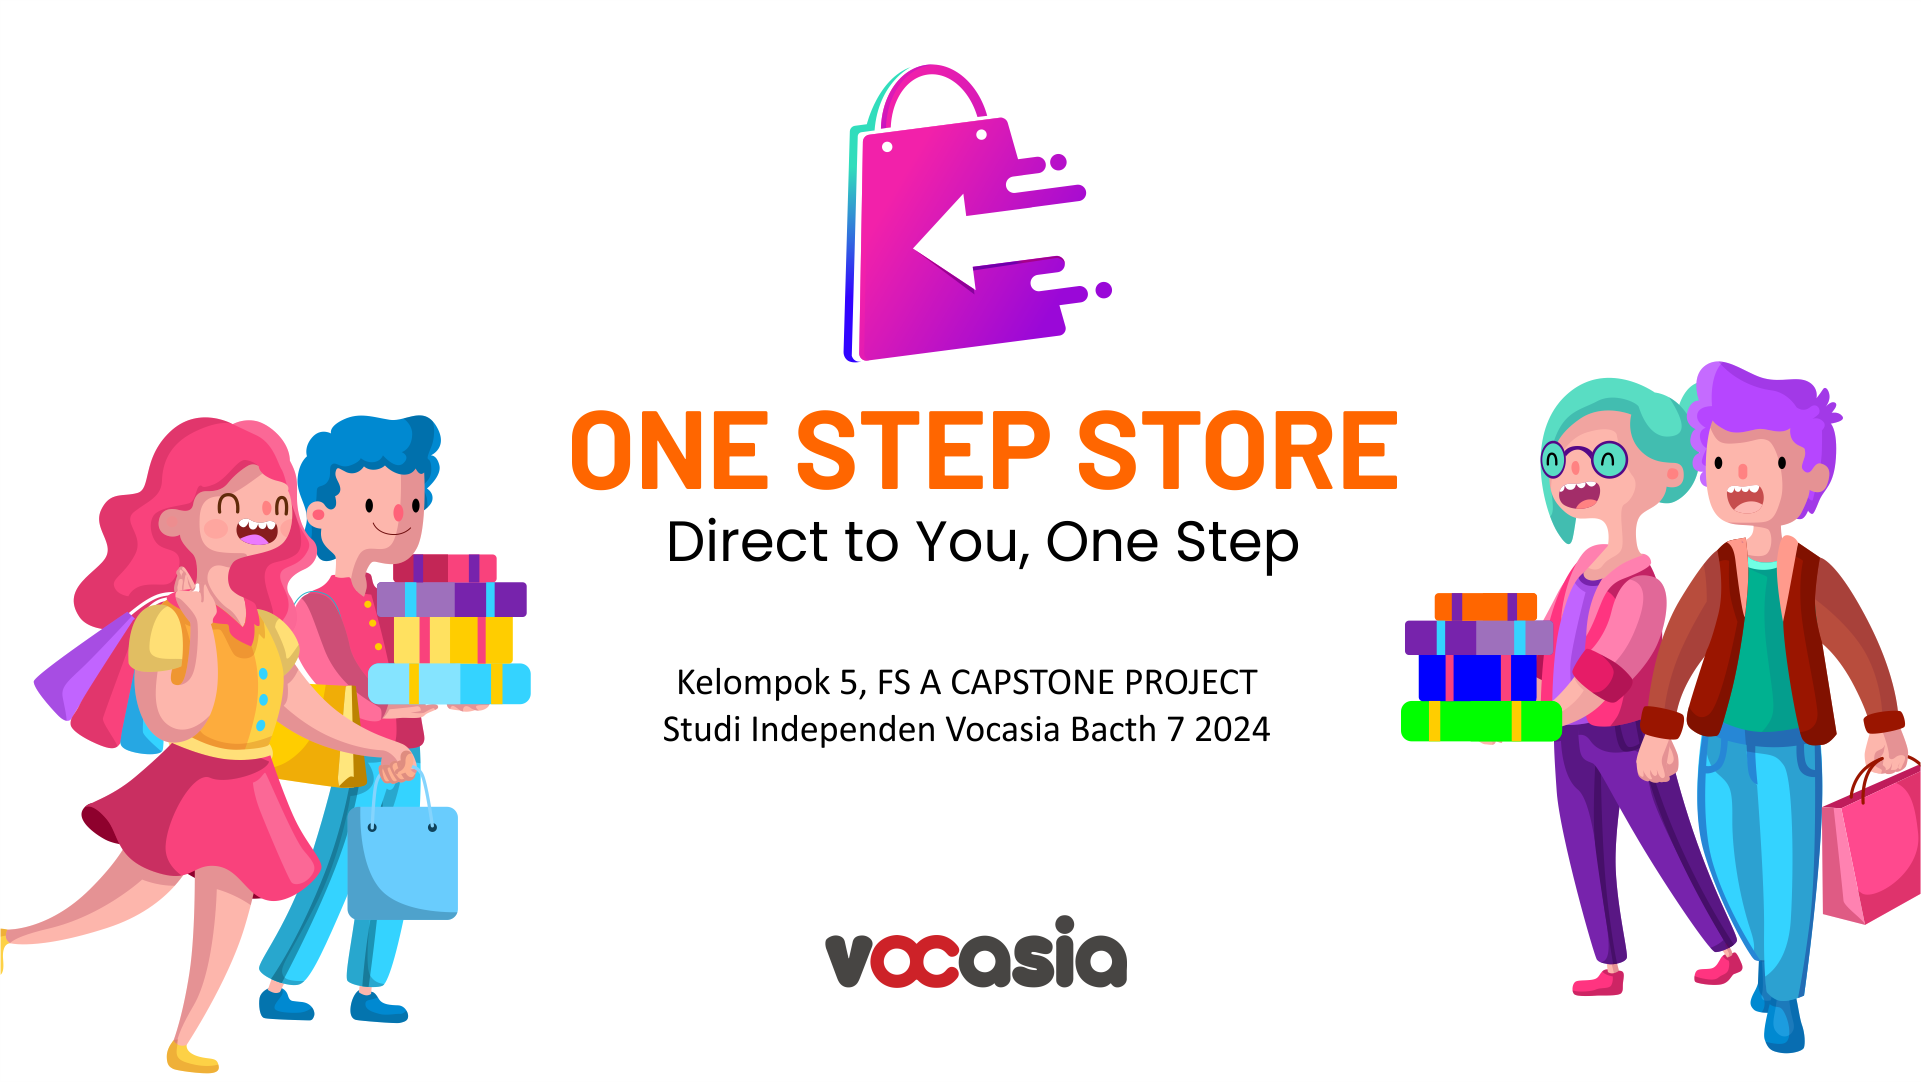 ONE STEP STORE
Direct to You, One Step
Kelompok 5, FS A CAPSTONE PROJECT
Studi Independen Vocasia Bacth 7 2024
vocasia